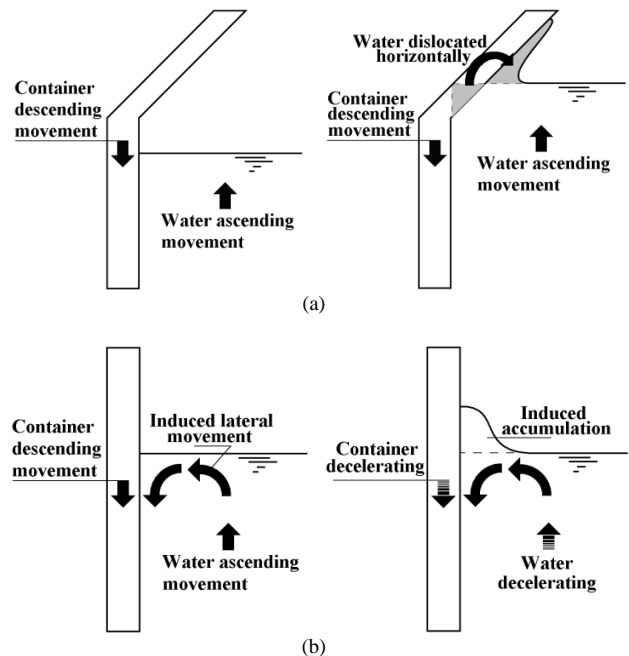 Container
descending
movement
Water ascending
movement
Water dislocated
horizontally
Container
descending
movement
Water ascending
movement
(a)
Container
descending
movement
Induced lateral
movement
Water ascending
movement
Container
decelerating
Induced
accumulation
Water
decelerating
(b)